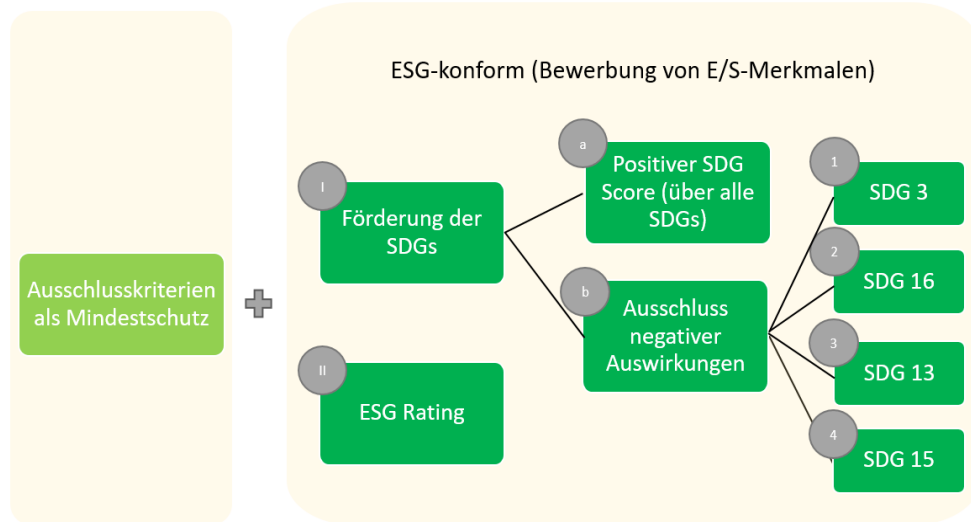 ESG-konform (Bewerbung von E/S-Merkmalen)
Ausschlusskriterien
als Mindestschutz
I
Förderung der
SDGs
a
Positiver SDG
Score (über alle
SDGs)
b
Ausschluss
negativer
Auswirkungen
1
SDG 3
2
SDG 16
3
SDG 13
4
SDG 15
II
ESG Rating